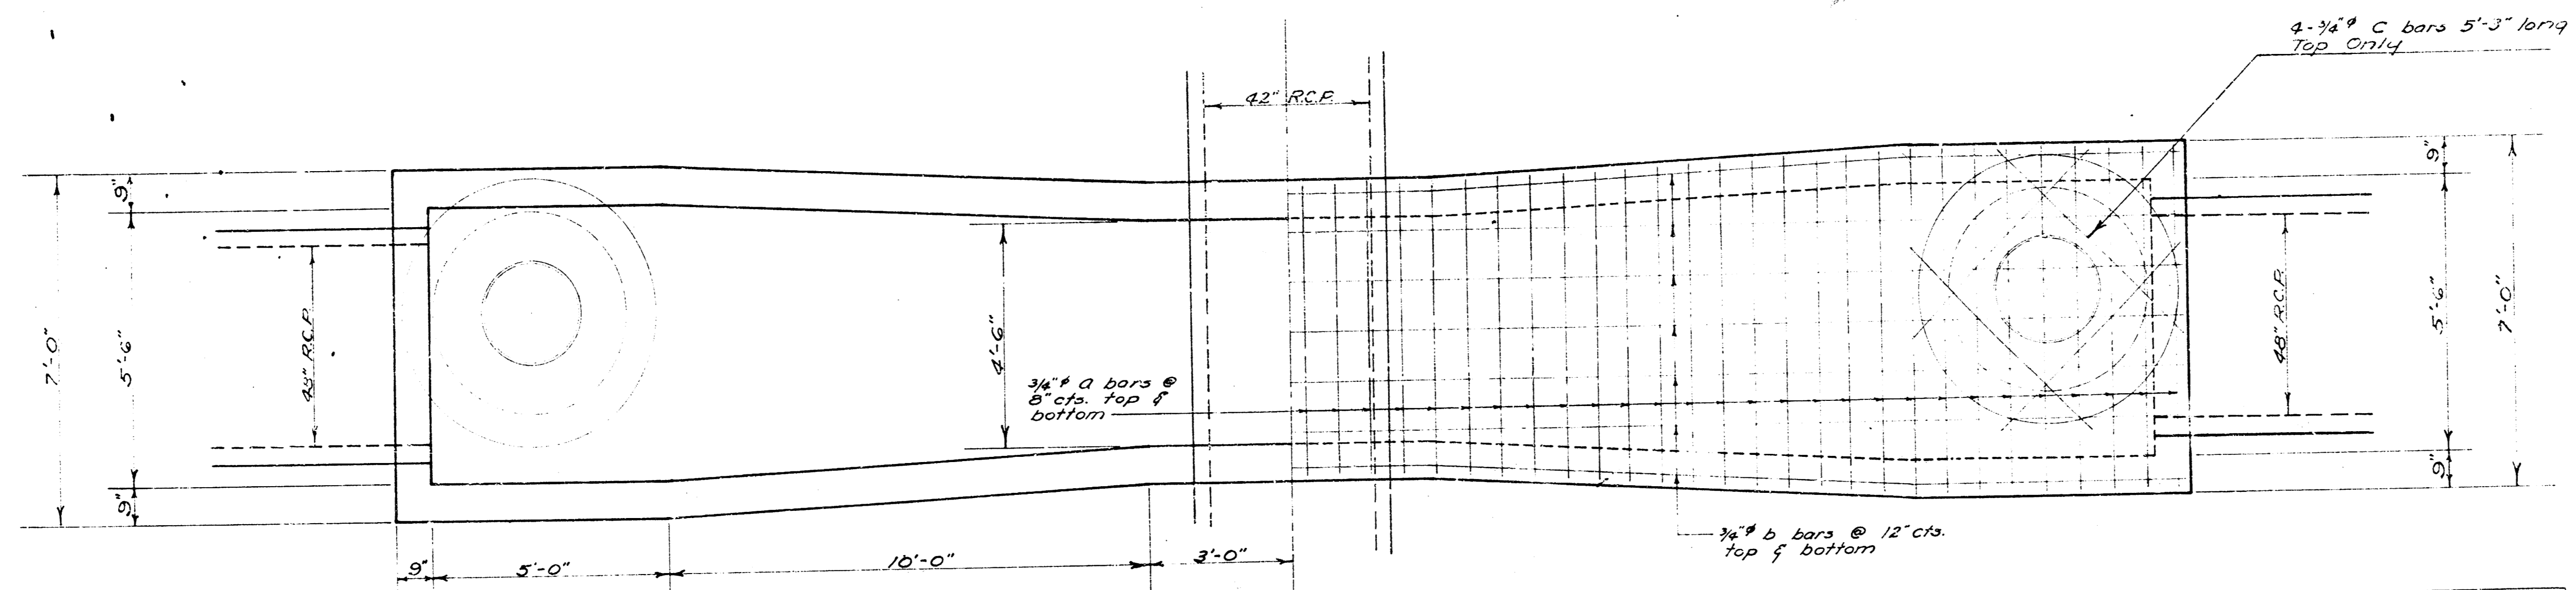 4-3/4"φ C bars 5'-3" long
Top Only
42" R.C.P.
9"
9"
7'-0"
5'-6"
48" R.C.P.
4'-6"
3/4"φ a bars @
8" cts. top &
bottom
48" R.C.P.
5'-6"
7'-0"
9"
9"
3/4"φ b bars @ 12" cts.
top & bottom
9"
5'-0"
10'-0"
3'-0"